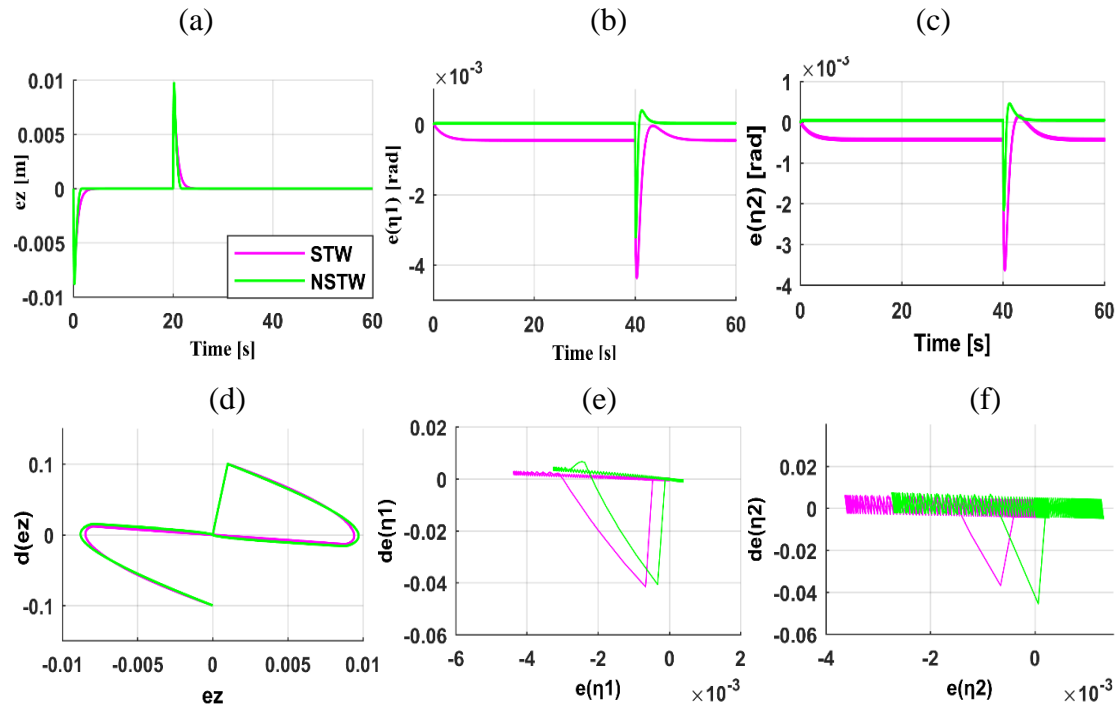 (a)
0.01
0.005
0
-0.005
-0.01
ez [m]
0 20 40 60
Time [s]
STW
NSTW
(b)
×10⁻³
0
-2
-4
e(η1) [rad]
0 20 40 60
Time [s]
(c)
×10⁻³
1
0
-1
-2
-3
-4
e(η2) [rad]
0 20 40 60
Time [s]
(d)
0.1
0
-0.1
d(ez)
-0.01 -0.005 0 0.005 0.01
ez
(e)
0.02
0
-0.02
-0.04
-0.06
de(η1)
-6 -4 -2 0 2
e(η1)
×10⁻³
(f)
0.02
0
-0.02
-0.04
-0.06
de(η2)
-4 -2 0
e(η2)
×10⁻³